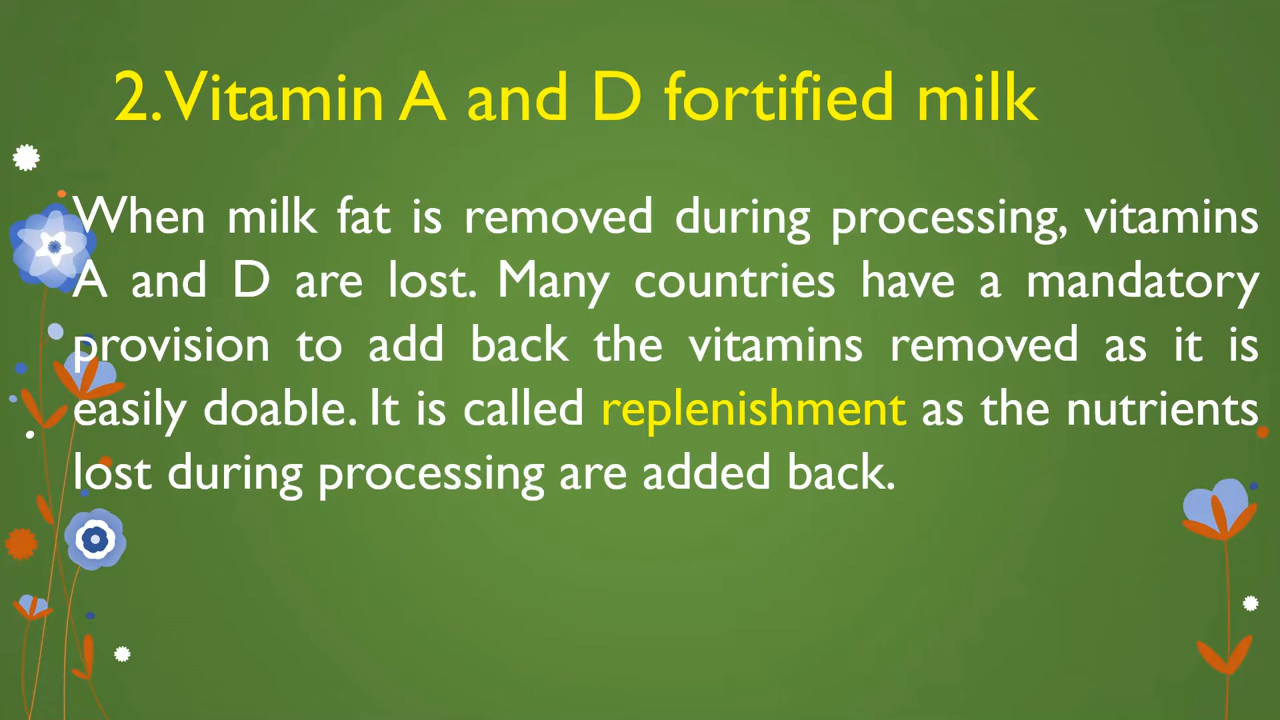 2. Vitamin A and D fortified milk
When milk fat is removed during processing, vitamins
A and D are lost. Many countries have a mandatory
provision to add back the vitamins removed as it is
easily doable. It is called replenishment as the nutrients
lost during processing are added back.